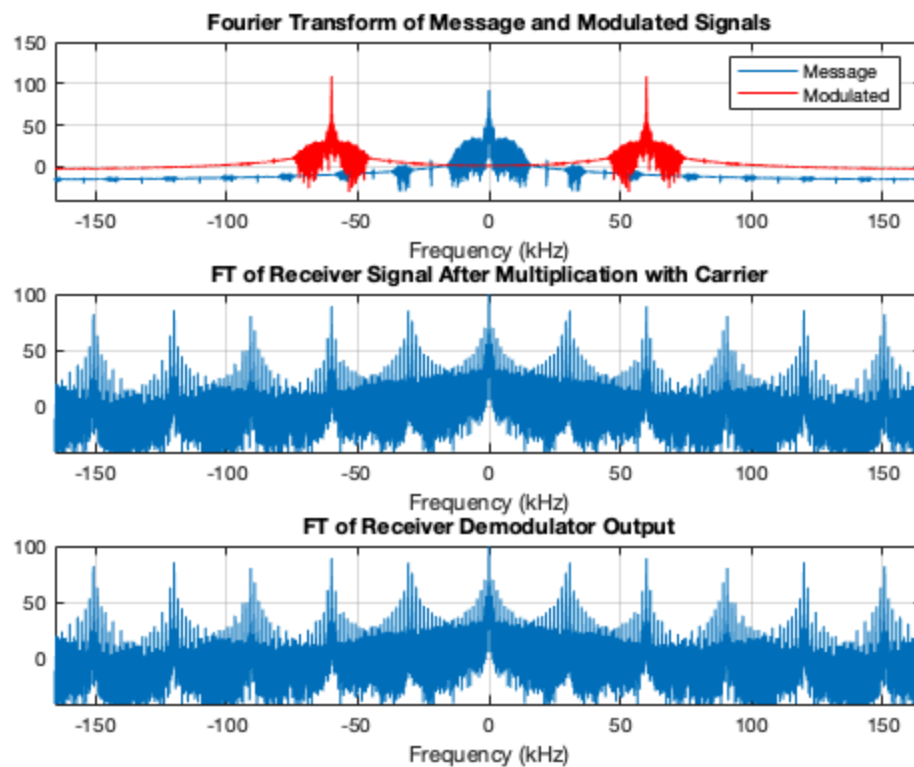 Fourier Transform of Message and Modulated Signals
150
100
50
0
Message
Modulated
-150 -100 -50 0 50 100 150
Frequency (kHz)
FT of Receiver Signal After Multiplication with Carrier
100
50
0
-150 -100 -50 0 50 100 150
Frequency (kHz)
FT of Receiver Demodulator Output
100
50
0
-150 -100 -50 0 50 100 150
Frequency (kHz)